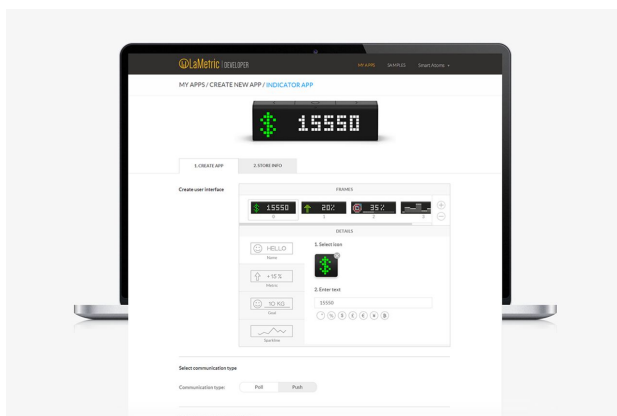 LaMetric | DEVELOPER
MY APPS SAMPLES Smart Atoms
MY APPS / CREATE NEW APP / INDICATOR APP
$ 15550
1. CREATE APP 2. STORE INFO
Create user interface
FRAMES
$ 15550 20% 35%
DETAILS
HELLO
Name
1. Select icon
$
+15%
Metric
2. Enter text
15550
10 KG
Goal
% $ £ € ¥
Sparkline
Select communication type
Communication type: Poll Push